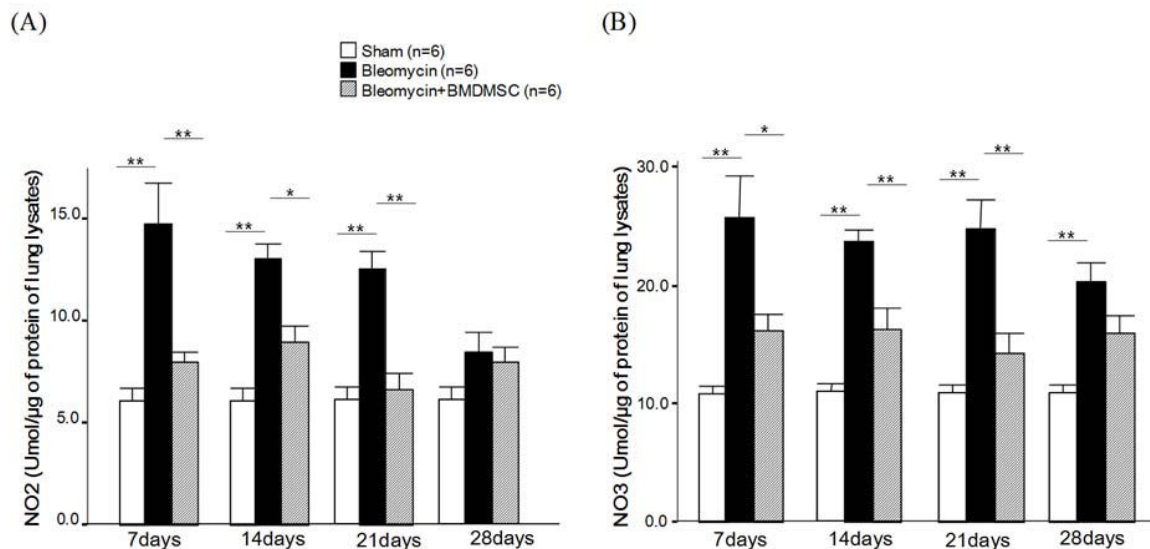 (A)
Sham (n=6)
Bleomycin (n=6)
Bleomycin+BMDMSC (n=6)
NO2 (Umol/µg of protein of lung lysates)
15.0
10.0
5.0
0.0
** **
** *
** **
7days 14days 21days 28days
(B)
NO3 (Umol/µg of protein of lung lysates)
30.0
20.0
10.0
0.0
** *
** **
** **
**
7days 14days 21days 28days